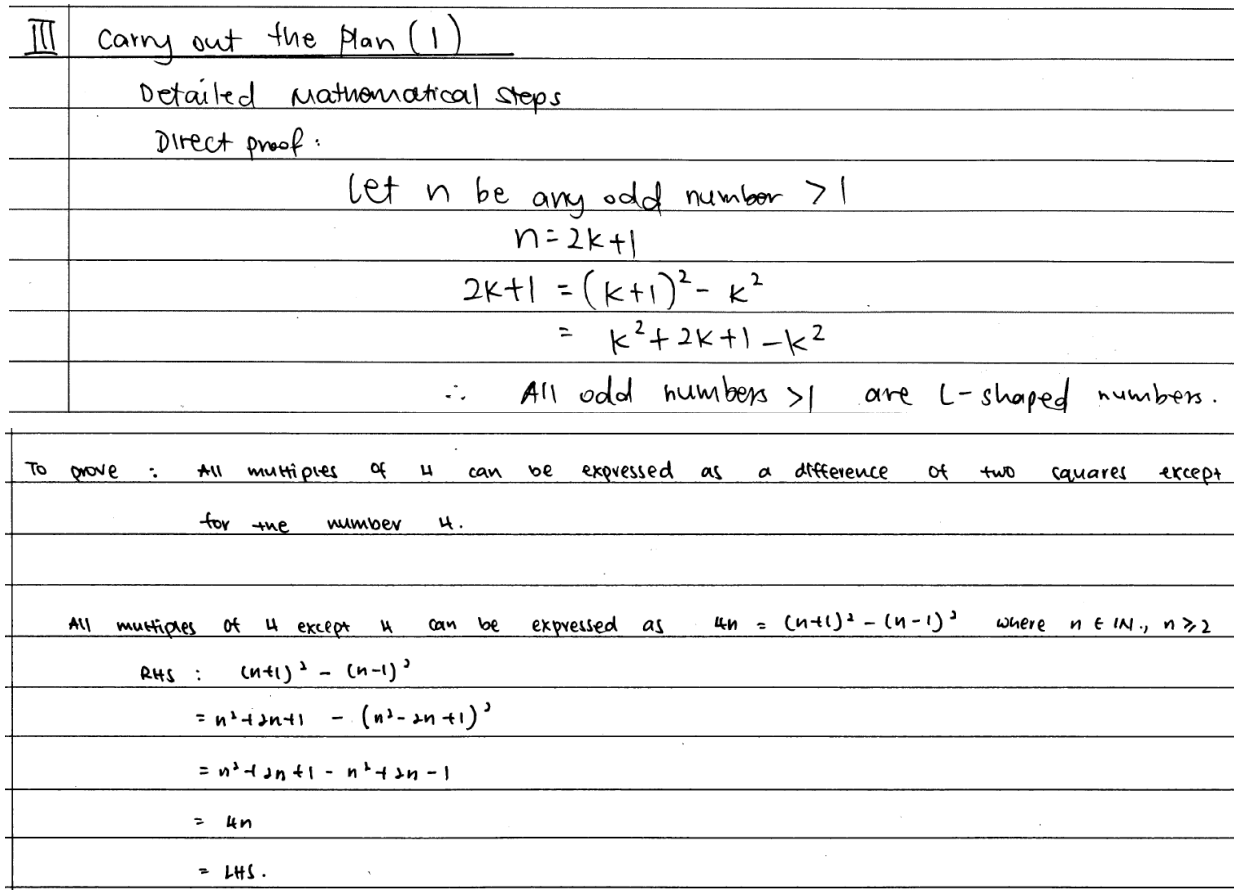 III Carry out the Plan (1)
Detailed Mathematical steps
Direct proof:
Let n be any odd number >1
n = 2k+1
2k+1 = (k+1)² - k²
= k² + 2k+1 - k²
∴ All odd numbers >1 are L-shaped numbers.
To prove : All multiples of 4 can be expressed as a difference of two squares except
for the number 4.
All multiples of 4 except 4 can be expressed as 4n = (n+1)² - (n-1)² where n ∈ IN., n ≥ 2
RHS : (n+1)² - (n-1)²
= n²+2n+1 - (n²-2n+1)²
= n²+2n+1 - n²+2n-1
= 4n
= LHS.